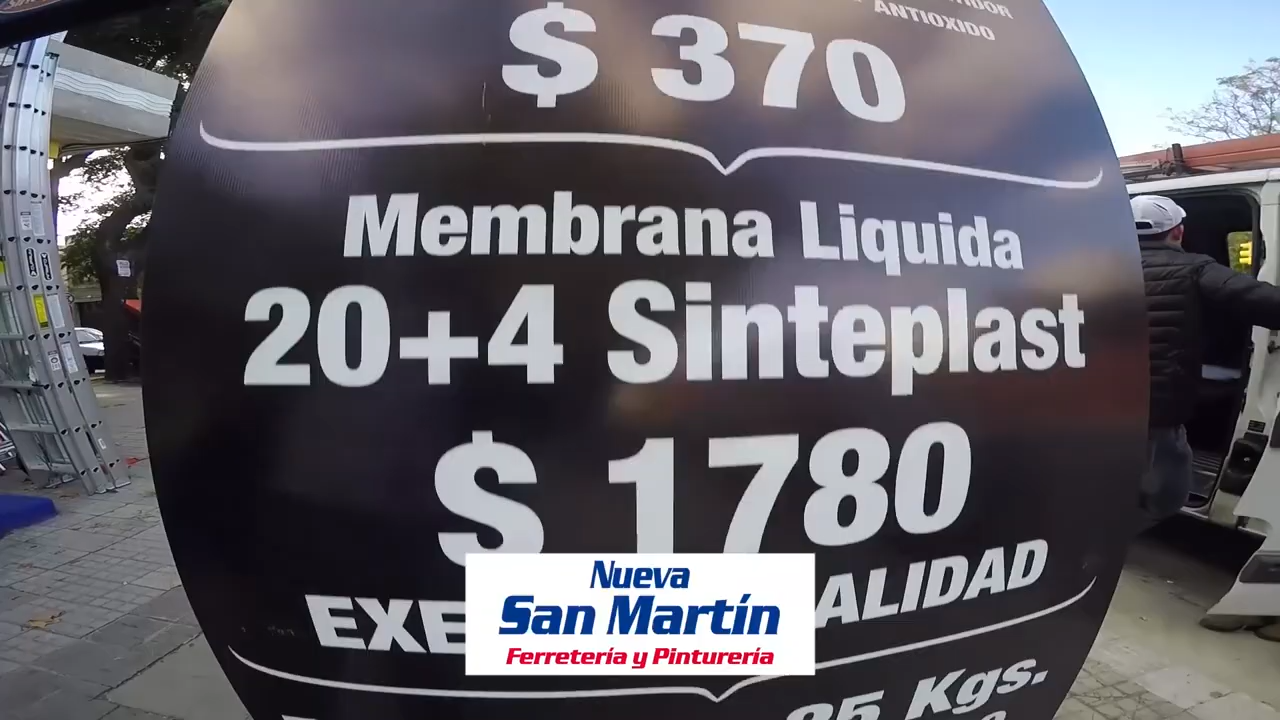 ANTIOXIDO
$ 370
Membrana Liquida
20+4 Sinteplast
$ 1780
EXE ALIDAD
Nueva
San Martín
Ferretería y Pinturería
Kgs.